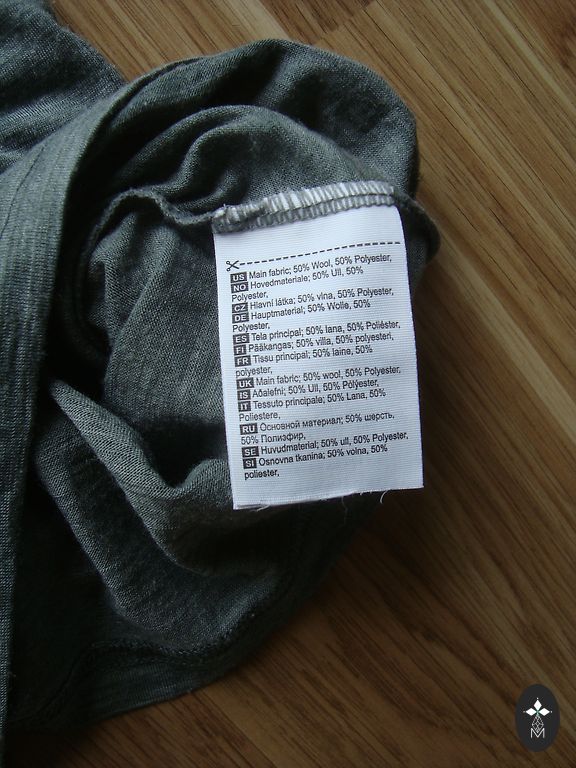 US Main fabric; 50% Wool, 50% Polyester,
NO Hovedmateriale; 50% Ull, 50%
Polyester,
CZ Hlavní látka; 50% vlna, 50% Polyester,
DE Hauptmaterial; 50% Wolle, 50%
Polyester,
ES Tela principal; 50% lana, 50% Poliéster,
FI Pääkangas; 50% villa, 50% polyesteri,
FR Tissu principal; 50% laine, 50%
polyester,
UK Main fabric; 50% wool, 50% Polyester,
IS Aðalefni; 50% Ull, 50% Pólýester,
IT Tessuto principale; 50% Lana, 50%
Poliestere,
RU Основной материал; 50% шерсть,
50% Полиэфир,
SE Huvudmaterial; 50% ull, 50% Polyester,
SI Osnovna tkanina; 50% volna, 50%
poliester,
M